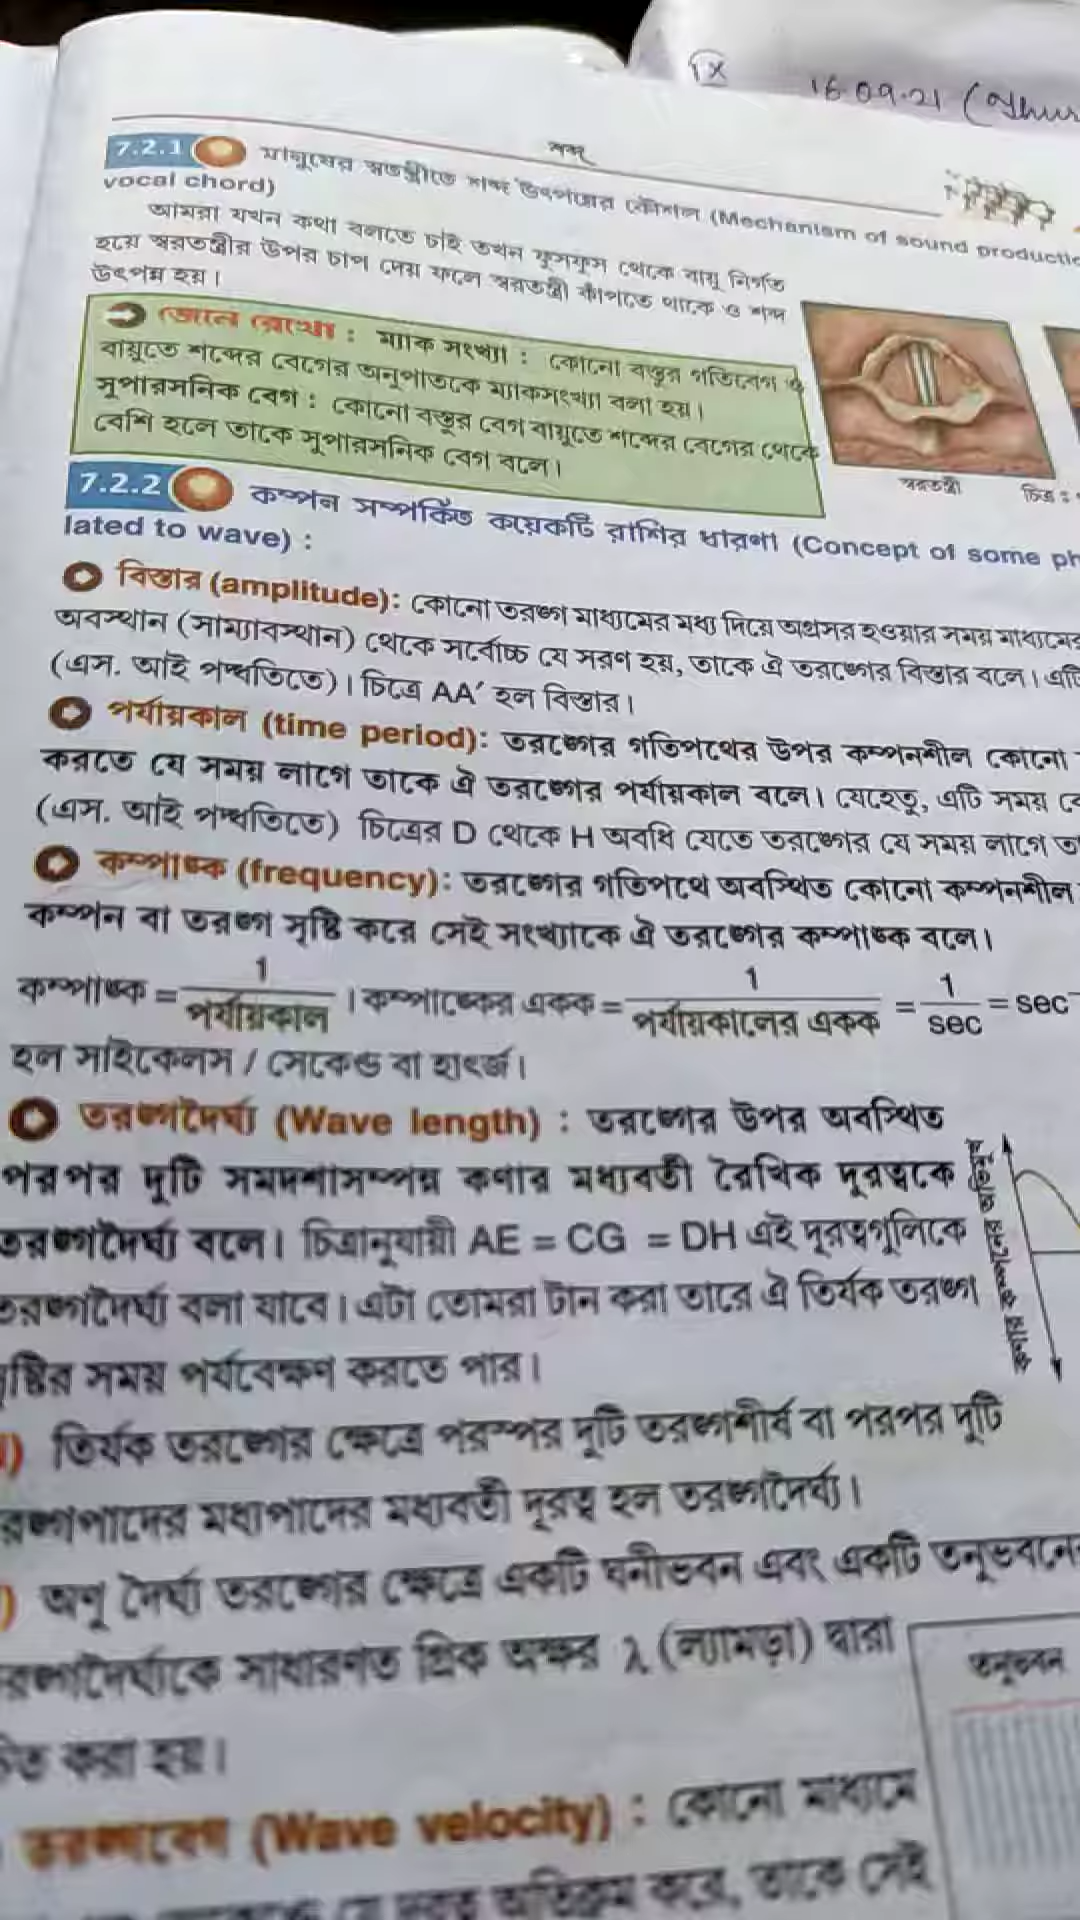 IX
16.09.21
শব্দ
7.2.1 মানুষের স্বরতন্ত্রীতে শব্দ উৎপন্নের কৌশল (Mechanism of sound producti
vocal chord)
আমরা যখন কথা বলতে চাই তখন ফুসফুস থেকে বায়ু নির্গত
হয়ে স্বরতন্ত্রীর উপর চাপ দেয় ফলে স্বরতন্ত্রী কাঁপতে থাকে ও শব্দ
উৎপন্ন হয়।
জেনে রেখো : ম্যাক সংখ্যা : কোনো বস্তুর গতিবেগ ও
বায়ুতে শব্দের বেগের অনুপাতকে ম্যাকসংখ্যা বলা হয়।
সুপারসনিক বেগ : কোনো বস্তুর বেগ বায়ুতে শব্দের বেগের থেকে
বেশি হলে তাকে সুপারসনিক বেগ বলে।
স্বরতন্ত্রী
চিত্র :
7.2.2 কম্পন সম্পর্কিত কয়েকটি রাশির ধারণা (Concept of some ph
lated to wave) :
বিস্তার (amplitude): কোনো তরঙ্গ মাধ্যমের মধ্য দিয়ে অগ্রসর হওয়ার সময় মাধ্যমের
অবস্থান (সাম্যাবস্থান) থেকে সর্বোচ্চ যে সরণ হয়, তাকে ঐ তরঙ্গের বিস্তার বলে। এটি
(এস. আই পদ্ধতিতে)। চিত্রে AA′ হল বিস্তার।
পর্যায়কাল (time period): তরঙ্গের গতিপথের উপর কম্পনশীল কোনো
করতে যে সময় লাগে তাকে ঐ তরঙ্গের পর্যায়কাল বলে। যেহেতু, এটি সময়
(এস. আই পদ্ধতিতে) চিত্রের D থেকে H অবধি যেতে তরঙ্গের যে সময় লাগে
কম্পাঙ্ক (frequency): তরঙ্গের গতিপথে অবস্থিত কোনো কম্পনশীল
কম্পন বা তরঙ্গ সৃষ্টি করে সেই সংখ্যাকে ঐ তরঙ্গের কম্পাঙ্ক বলে।
কম্পাঙ্ক = 1/পর্যায়কাল । কম্পাঙ্কের একক = 1/পর্যায়কালের একক = 1/sec = sec⁻
হল সাইকেলস / সেকেন্ড বা হার্ৎজ।
তরঙ্গদৈর্ঘ্য (Wave length) : তরঙ্গের উপর অবস্থিত
পরপর দুটি সমদশাসম্পন্ন কণার মধ্যবর্তী রৈখিক দূরত্বকে
তরঙ্গদৈর্ঘ্য বলে। চিত্রানুযায়ী AE = CG = DH এই দূরত্বগুলিকে
তরঙ্গদৈর্ঘ্য বলা যাবে। এটা তোমরা টান করা তারে ঐ তির্যক তরঙ্গ
ষ্টির সময় পর্যবেক্ষণ করতে পার।
) তির্যক তরঙ্গের ক্ষেত্রে পরস্পর দুটি তরঙ্গশীর্ষ বা পরপর দুটি
রঙ্গপাদের মধ্যপাদের মধ্যবর্তী দূরত্ব হল তরঙ্গদৈর্ঘ্য।
) অনু দৈর্ঘ্য তরঙ্গের ক্ষেত্রে একটি ঘনীভবন এবং একটি তনুভবনে
রঙ্গদৈর্ঘ্যকে সাধারণত গ্রিক অক্ষর λ (ল্যামডা) দ্বারা
করা হয়।
তনুভবন
তরঙ্গবেগ (Wave velocity) : কোনো মাধ্যমে
অতিক্রম করে, তাকে সেই